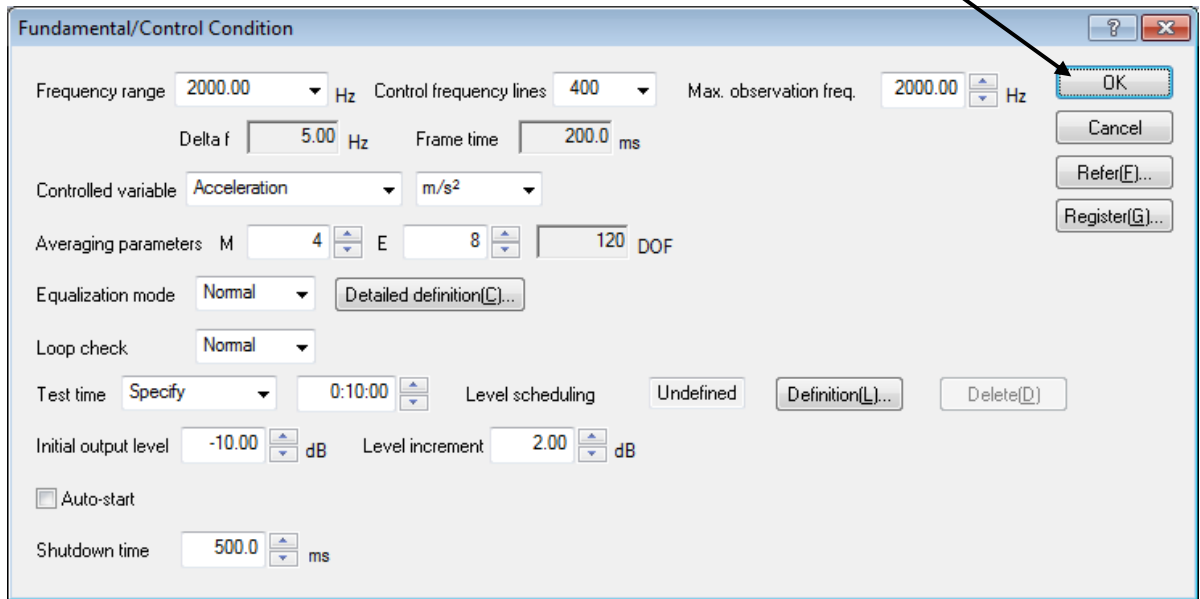 Fundamental/Control Condition
Frequency range 2000.00 Hz Control frequency lines 400 Max. observation freq. 2000.00 Hz OK
Delta f 5.00 Hz Frame time 200.0 ms Cancel
Controlled variable Acceleration m/s² Refer(F)...
Averaging parameters M 4 E 8 120 DOF Register(G)...
Equalization mode Normal Detailed definition(C)...
Loop check Normal
Test time Specify 0:10:00 Level scheduling Undefined Definition(L)... Delete(D)
Initial output level -10.00 dB Level increment 2.00 dB
Auto-start
Shutdown time 500.0 ms